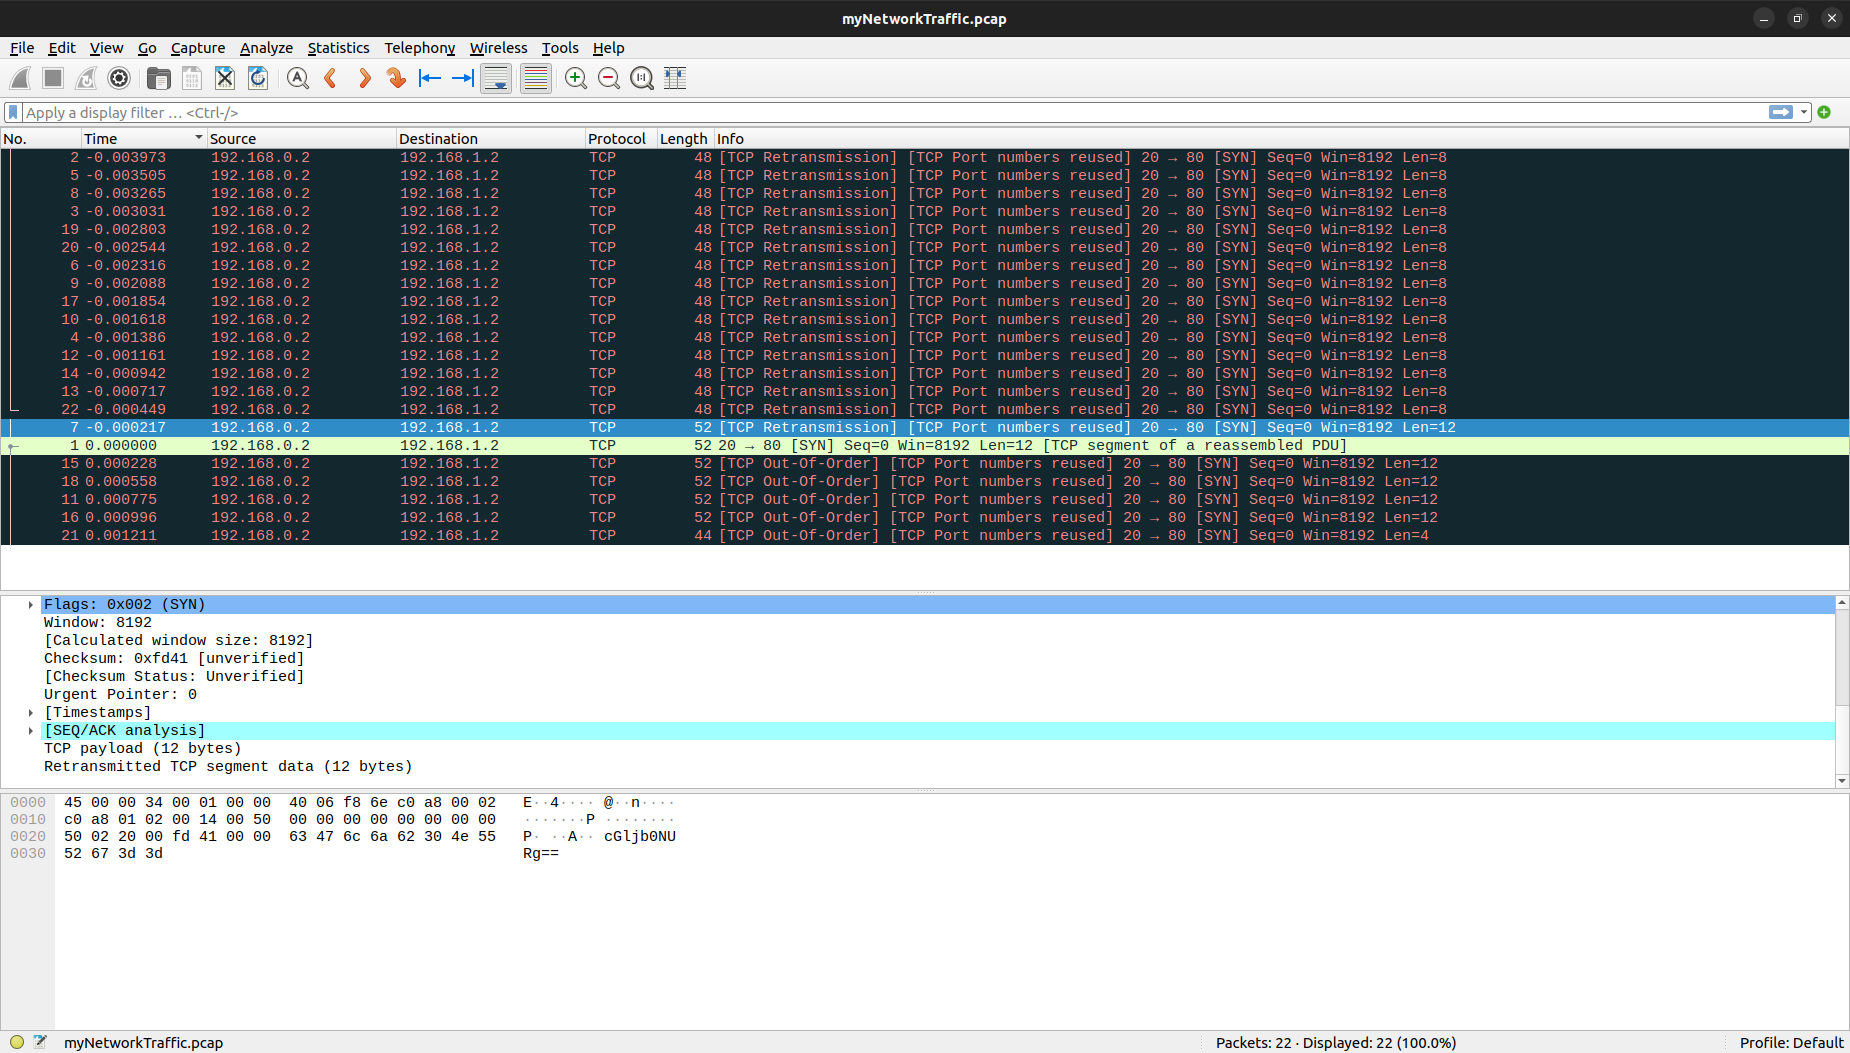 myNetworkTraffic.pcap
File Edit View Go Capture Analyze Statistics Telephony Wireless Tools Help
Apply a display filter … <Ctrl-/>
No. Time Source Destination Protocol Length Info
2 -0.003973 192.168.0.2 192.168.1.2 TCP 48 [TCP Retransmission] [TCP Port numbers reused] 20 → 80 [SYN] Seq=0 Win=8192 Len=8
5 -0.003505 192.168.0.2 192.168.1.2 TCP 48 [TCP Retransmission] [TCP Port numbers reused] 20 → 80 [SYN] Seq=0 Win=8192 Len=8
8 -0.003265 192.168.0.2 192.168.1.2 TCP 48 [TCP Retransmission] [TCP Port numbers reused] 20 → 80 [SYN] Seq=0 Win=8192 Len=8
3 -0.003031 192.168.0.2 192.168.1.2 TCP 48 [TCP Retransmission] [TCP Port numbers reused] 20 → 80 [SYN] Seq=0 Win=8192 Len=8
19 -0.002803 192.168.0.2 192.168.1.2 TCP 48 [TCP Retransmission] [TCP Port numbers reused] 20 → 80 [SYN] Seq=0 Win=8192 Len=8
20 -0.002544 192.168.0.2 192.168.1.2 TCP 48 [TCP Retransmission] [TCP Port numbers reused] 20 → 80 [SYN] Seq=0 Win=8192 Len=8
6 -0.002316 192.168.0.2 192.168.1.2 TCP 48 [TCP Retransmission] [TCP Port numbers reused] 20 → 80 [SYN] Seq=0 Win=8192 Len=8
9 -0.002088 192.168.0.2 192.168.1.2 TCP 48 [TCP Retransmission] [TCP Port numbers reused] 20 → 80 [SYN] Seq=0 Win=8192 Len=8
17 -0.001854 192.168.0.2 192.168.1.2 TCP 48 [TCP Retransmission] [TCP Port numbers reused] 20 → 80 [SYN] Seq=0 Win=8192 Len=8
10 -0.001618 192.168.0.2 192.168.1.2 TCP 48 [TCP Retransmission] [TCP Port numbers reused] 20 → 80 [SYN] Seq=0 Win=8192 Len=8
4 -0.001386 192.168.0.2 192.168.1.2 TCP 48 [TCP Retransmission] [TCP Port numbers reused] 20 → 80 [SYN] Seq=0 Win=8192 Len=8
12 -0.001161 192.168.0.2 192.168.1.2 TCP 48 [TCP Retransmission] [TCP Port numbers reused] 20 → 80 [SYN] Seq=0 Win=8192 Len=8
14 -0.000942 192.168.0.2 192.168.1.2 TCP 48 [TCP Retransmission] [TCP Port numbers reused] 20 → 80 [SYN] Seq=0 Win=8192 Len=8
13 -0.000717 192.168.0.2 192.168.1.2 TCP 48 [TCP Retransmission] [TCP Port numbers reused] 20 → 80 [SYN] Seq=0 Win=8192 Len=8
22 -0.000449 192.168.0.2 192.168.1.2 TCP 48 [TCP Retransmission] [TCP Port numbers reused] 20 → 80 [SYN] Seq=0 Win=8192 Len=8
7 -0.000217 192.168.0.2 192.168.1.2 TCP 52 [TCP Retransmission] [TCP Port numbers reused] 20 → 80 [SYN] Seq=0 Win=8192 Len=12
1 0.000000 192.168.0.2 192.168.1.2 TCP 52 20 → 80 [SYN] Seq=0 Win=8192 Len=12 [TCP segment of a reassembled PDU]
15 0.000228 192.168.0.2 192.168.1.2 TCP 52 [TCP Out-Of-Order] [TCP Port numbers reused] 20 → 80 [SYN] Seq=0 Win=8192 Len=12
18 0.000558 192.168.0.2 192.168.1.2 TCP 52 [TCP Out-Of-Order] [TCP Port numbers reused] 20 → 80 [SYN] Seq=0 Win=8192 Len=12
11 0.000775 192.168.0.2 192.168.1.2 TCP 52 [TCP Out-Of-Order] [TCP Port numbers reused] 20 → 80 [SYN] Seq=0 Win=8192 Len=12
16 0.000996 192.168.0.2 192.168.1.2 TCP 52 [TCP Out-Of-Order] [TCP Port numbers reused] 20 → 80 [SYN] Seq=0 Win=8192 Len=12
21 0.001211 192.168.0.2 192.168.1.2 TCP 44 [TCP Out-Of-Order] [TCP Port numbers reused] 20 → 80 [SYN] Seq=0 Win=8192 Len=4
Flags: 0x002 (SYN)
Window: 8192
[Calculated window size: 8192]
Checksum: 0xfd41 [unverified]
[Checksum Status: Unverified]
Urgent Pointer: 0
[Timestamps]
[SEQ/ACK analysis]
TCP payload (12 bytes)
Retransmitted TCP segment data (12 bytes)
0000 45 00 00 34 00 01 00 00 40 06 f8 6e c0 a8 00 02 E··4···· @··n····
0010 c0 a8 01 02 00 14 00 50 00 00 00 00 00 00 00 00 ·······P ········
0020 50 02 20 00 fd 41 00 00 63 47 6c 6a 62 30 4e 55 P· ··A·· cGljb0NU
0030 52 67 3d 3d Rg==
myNetworkTraffic.pcap
Packets: 22 · Displayed: 22 (100.0%)
Profile: Default